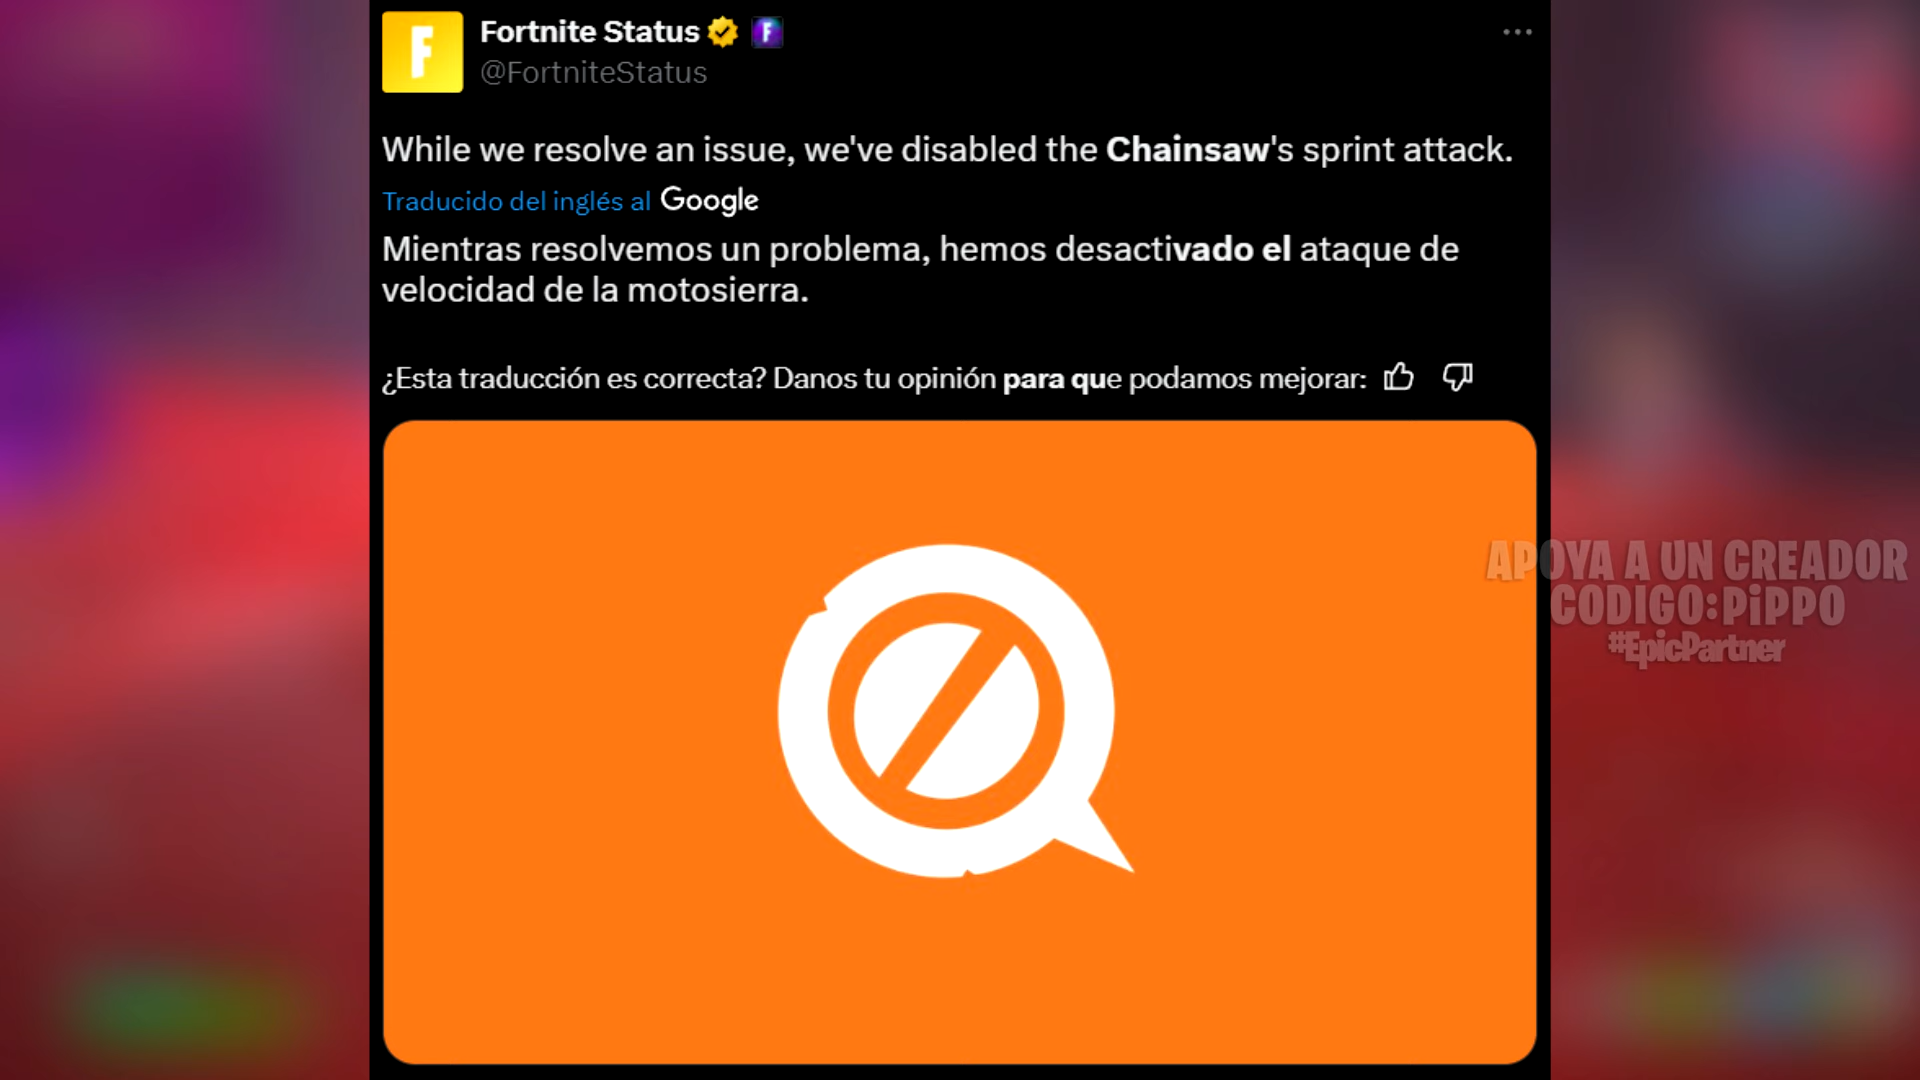 Fortnite Status
@FortniteStatus
While we resolve an issue, we've disabled the Chainsaw's sprint attack.
Traducido del inglés al Google
Mientras resolvemos un problema, hemos desactivado el ataque de
velocidad de la motosierra.
¿Esta traducción es correcta? Danos tu opinión para que podamos mejorar:
APOYA A UN CREADOR
CODIGO:PiPPO
#EpicPartner